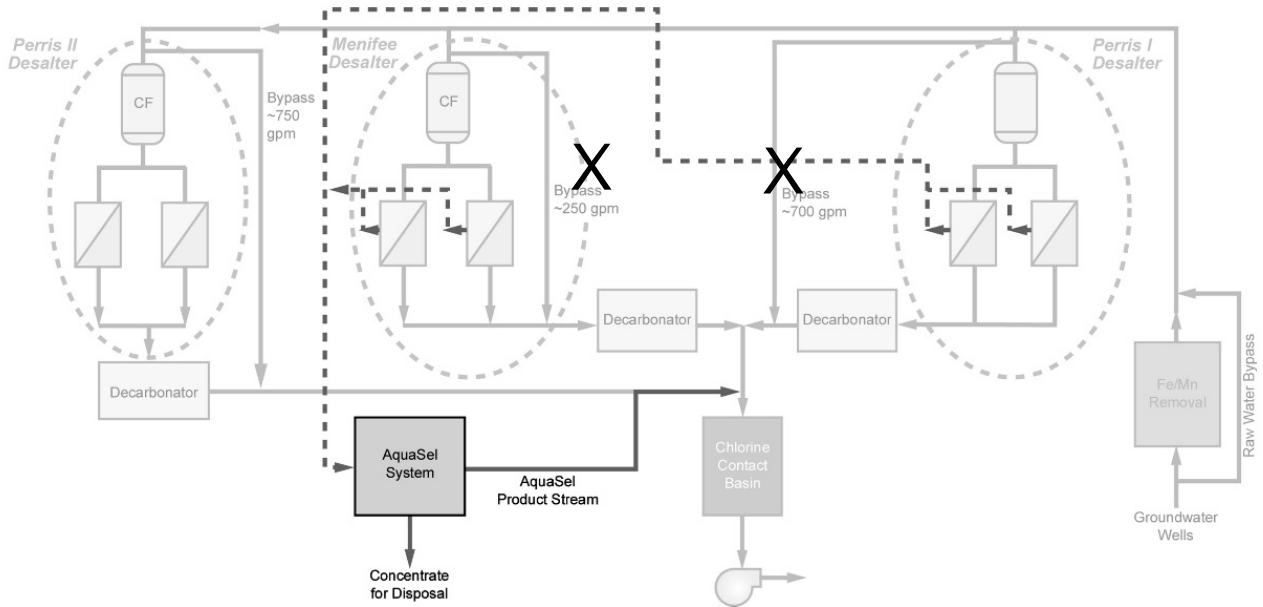 Perris II
Desalter
Menifee
Desalter
Perris I
Desalter
CF
CF
Bypass
~750
gpm
X
X
Bypass
~250 gpm
Bypass
~700 gpm
Decarbonator
Decarbonator
Decarbonator
Fe/Mn
Removal
Raw Water Bypass
AquaSel
System
AquaSel
Product Stream
Chlorine
Contact
Basin
Groundwater
Wells
Concentrate
for Disposal